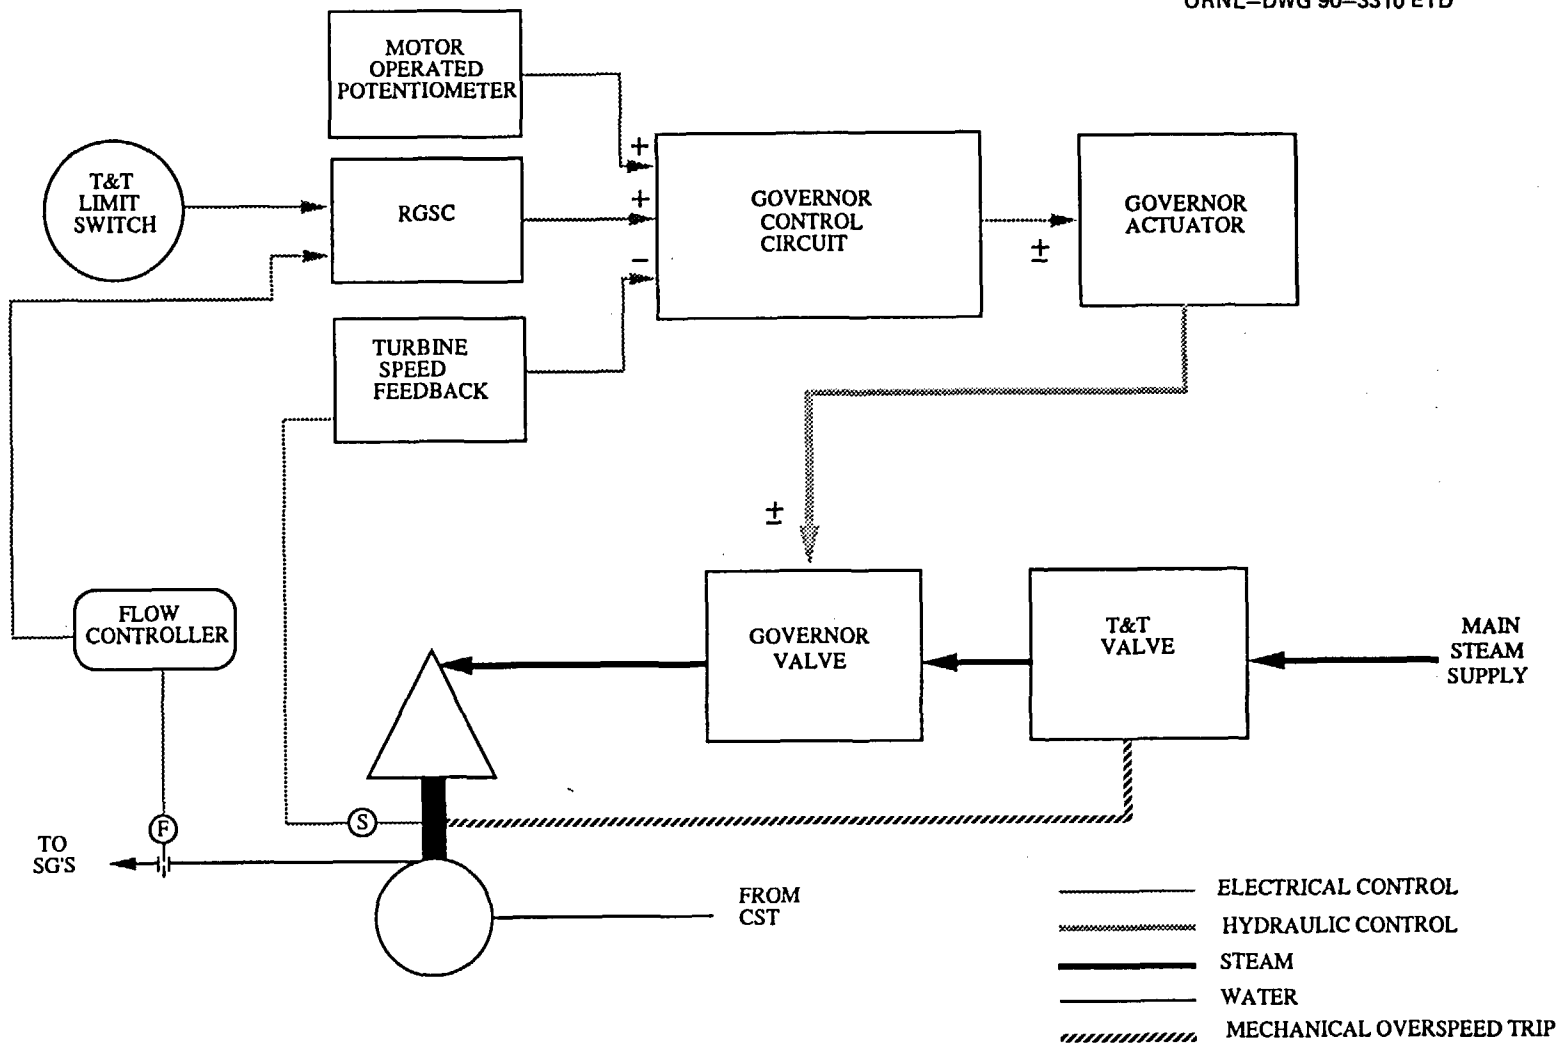 MOTOR
OPERATED
POTENTIOMETER
T&T
LIMIT
SWITCH
RGSC
+
+
-
GOVERNOR
CONTROL
CIRCUIT
±
GOVERNOR
ACTUATOR
TURBINE
SPEED
FEEDBACK
±
FLOW
CONTROLLER
GOVERNOR
VALVE
T&T
VALVE
MAIN
STEAM
SUPPLY
S
F
TO
SG'S
FROM
CST
ELECTRICAL CONTROL
HYDRAULIC CONTROL
STEAM
WATER
MECHANICAL OVERSPEED TRIP